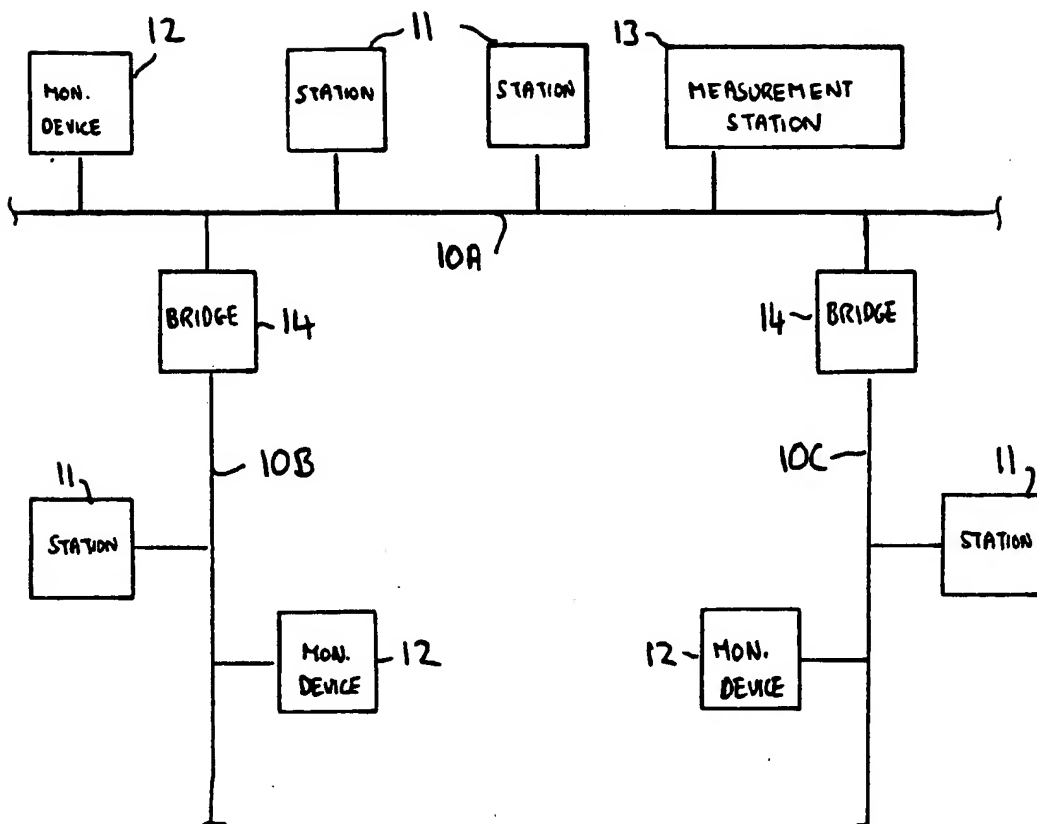 12
11
13
MON.
DEVICE
STATION
STATION
MEASUREMENT
STATION
10A
BRIDGE
14
14
BRIDGE
10B
10C
11
11
STATION
STATION
MON.
DEVICE
12
12
MON.
DEVICE